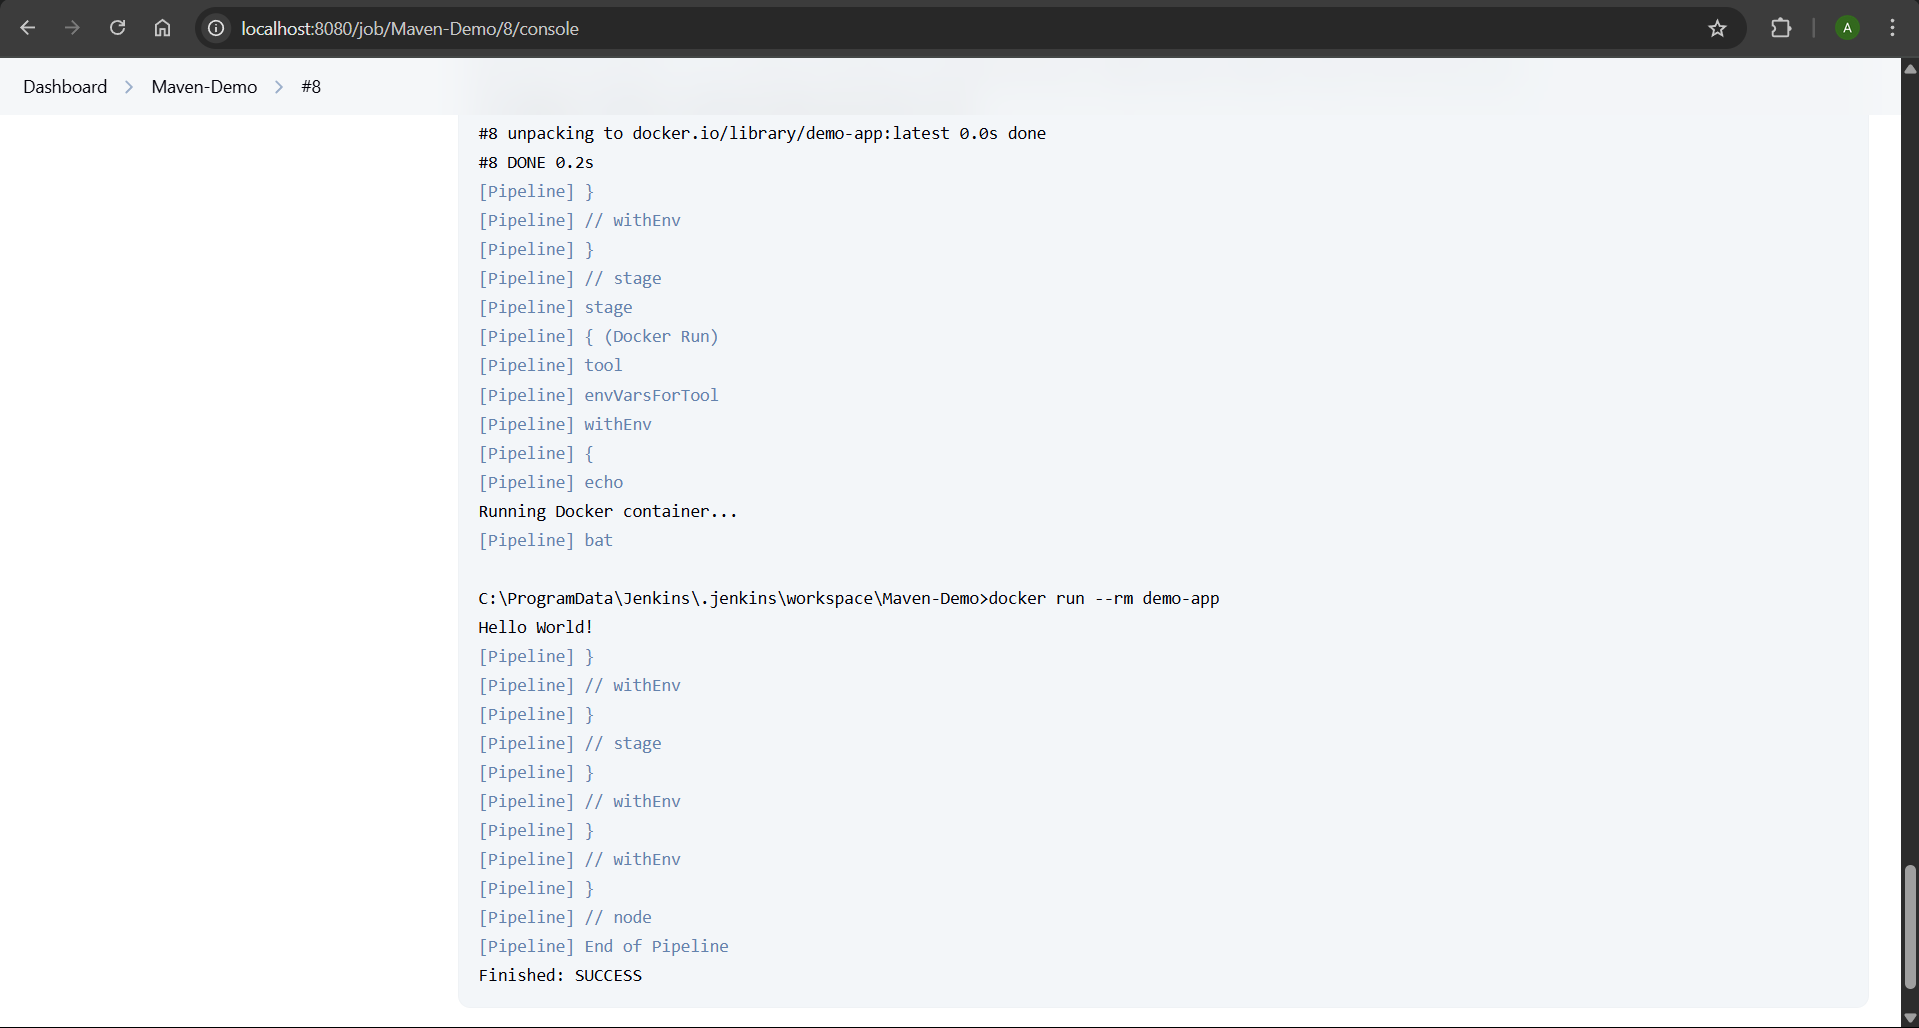 localhost:8080/job/Maven-Demo/8/console
A
Dashboard > Maven-Demo > #8
#8 unpacking to docker.io/library/demo-app:latest 0.0s done
#8 DONE 0.2s
[Pipeline] }
[Pipeline] // withEnv
[Pipeline] }
[Pipeline] // stage
[Pipeline] stage
[Pipeline] { (Docker Run)
[Pipeline] tool
[Pipeline] envVarsForTool
[Pipeline] withEnv
[Pipeline] {
[Pipeline] echo
Running Docker container...
[Pipeline] bat
C:\ProgramData\Jenkins\.jenkins\workspace\Maven-Demo>docker run --rm demo-app
Hello World!
[Pipeline] }
[Pipeline] // withEnv
[Pipeline] }
[Pipeline] // stage
[Pipeline] }
[Pipeline] // withEnv
[Pipeline] }
[Pipeline] // withEnv
[Pipeline] }
[Pipeline] // node
[Pipeline] End of Pipeline
Finished: SUCCESS